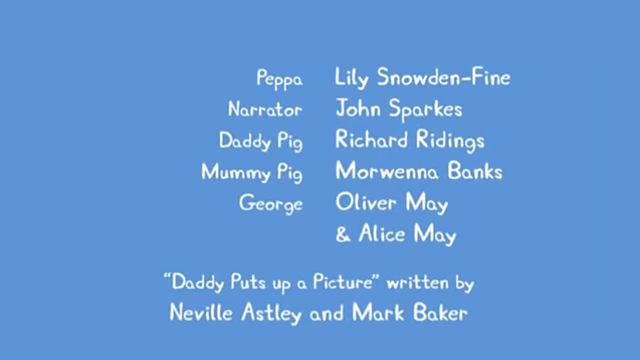 Peppa Lily Snowden-Fine
Narrator John Sparkes
Daddy Pig Richard Ridings
Mummy Pig Morwenna Banks
George Oliver May
& Alice May
“Daddy Puts up a Picture” written by
Neville Astley and Mark Baker